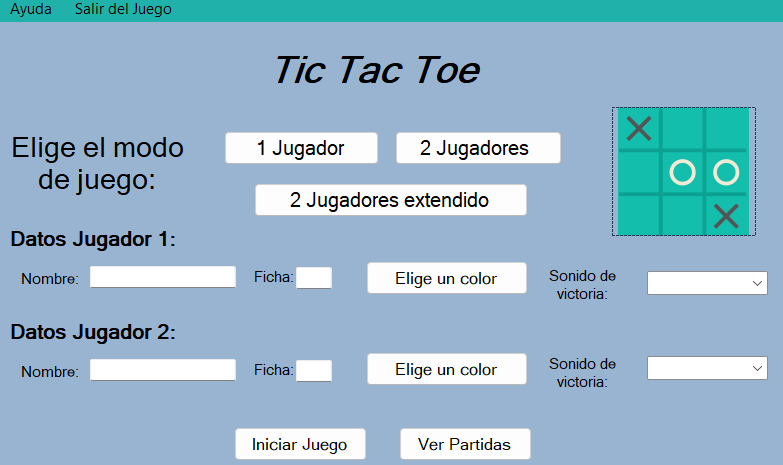 Ayuda Salir del Juego
Tic Tac Toe
Elige el modo
de juego:
1 Jugador 2 Jugadores
2 Jugadores extendido
Datos Jugador 1:
Nombre: Ficha: Elige un color Sonido de
victoria:
Datos Jugador 2:
Nombre: Ficha: Elige un color Sonido de
victoria:
Iniciar Juego Ver Partidas